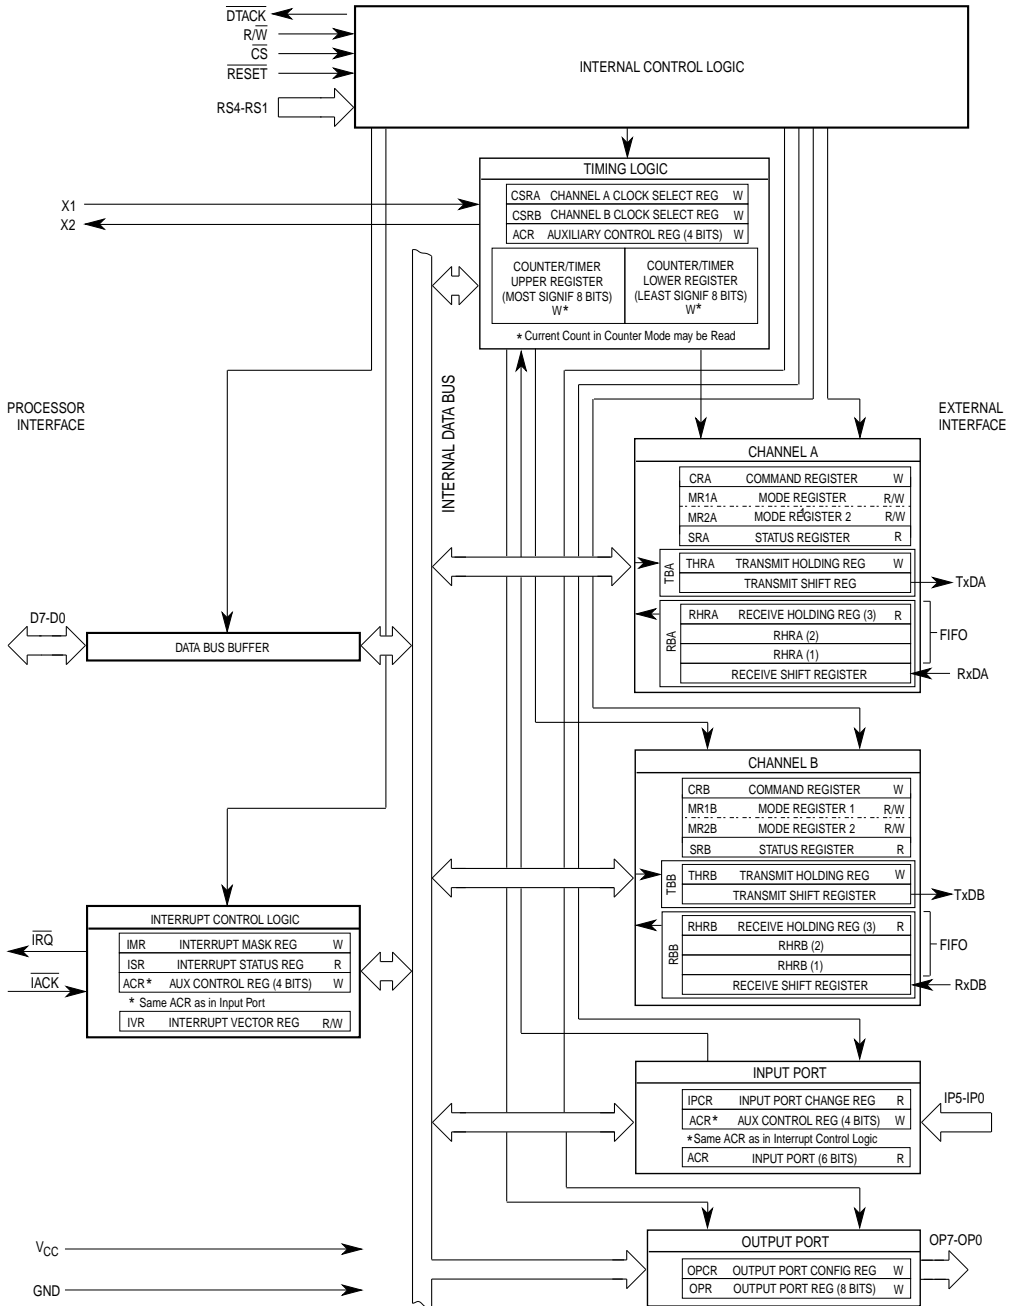 DTACK
R/W
CS
RESET
RS4-RS1
INTERNAL CONTROL LOGIC
TIMING LOGIC
CSRA CHANNEL A CLOCK SELECT REG W
CSRB CHANNEL B CLOCK SELECT REG W
ACR AUXILIARY CONTROL REG (4 BITS) W
COUNTER/TIMER
UPPER REGISTER
(MOST SIGNIF 8 BITS)
W*
COUNTER/TIMER
LOWER REGISTER
(LEAST SIGNIF 8 BITS)
W*
* Current Count in Counter Mode may be Read
X1
X2
INTERNAL DATA BUS
PROCESSOR
INTERFACE
EXTERNAL
INTERFACE
CHANNEL A
CRA COMMAND REGISTER W
MR1A MODE REGISTER R/W
MR2A MODE REGISTER 2 R/W
SRA STATUS REGISTER R
TBA
THRA TRANSMIT HOLDING REG W
TRANSMIT SHIFT REG
TxDA
RBA
RHRA RECEIVE HOLDING REG (3) R
RHRA (2)
RHRA (1)
RECEIVE SHIFT REGISTER
FIFO
RxDA
D7-D0
DATA BUS BUFFER
CHANNEL B
CRB COMMAND REGISTER W
MR1B MODE REGISTER 1 R/W
MR2B MODE REGISTER 2 R/W
SRB STATUS REGISTER R
TBB
THRB TRANSMIT HOLDING REG W
TRANSMIT SHIFT REGISTER
TxDB
RBB
RHRB RECEIVE HOLDING REG (3) R
RHRB (2)
RHRB (1)
RECEIVE SHIFT REGISTER
FIFO
RxDB
INTERRUPT CONTROL LOGIC
IRQ
IACK
IMR INTERRUPT MASK REG W
ISR INTERRUPT STATUS REG R
ACR* AUX CONTROL REG (4 BITS) W
* Same ACR as in Input Port
IVR INTERRUPT VECTOR REG R/W
INPUT PORT
IPCR INPUT PORT CHANGE REG R
ACR* AUX CONTROL REG (4 BITS) W
*Same ACR as in Interrupt Control Logic
ACR INPUT PORT (6 BITS) R
IP5-IP0
OUTPUT PORT
OPCR OUTPUT PORT CONFIG REG W
OPR OUTPUT PORT REG (8 BITS) W
OP7-OP0
VCC
GND